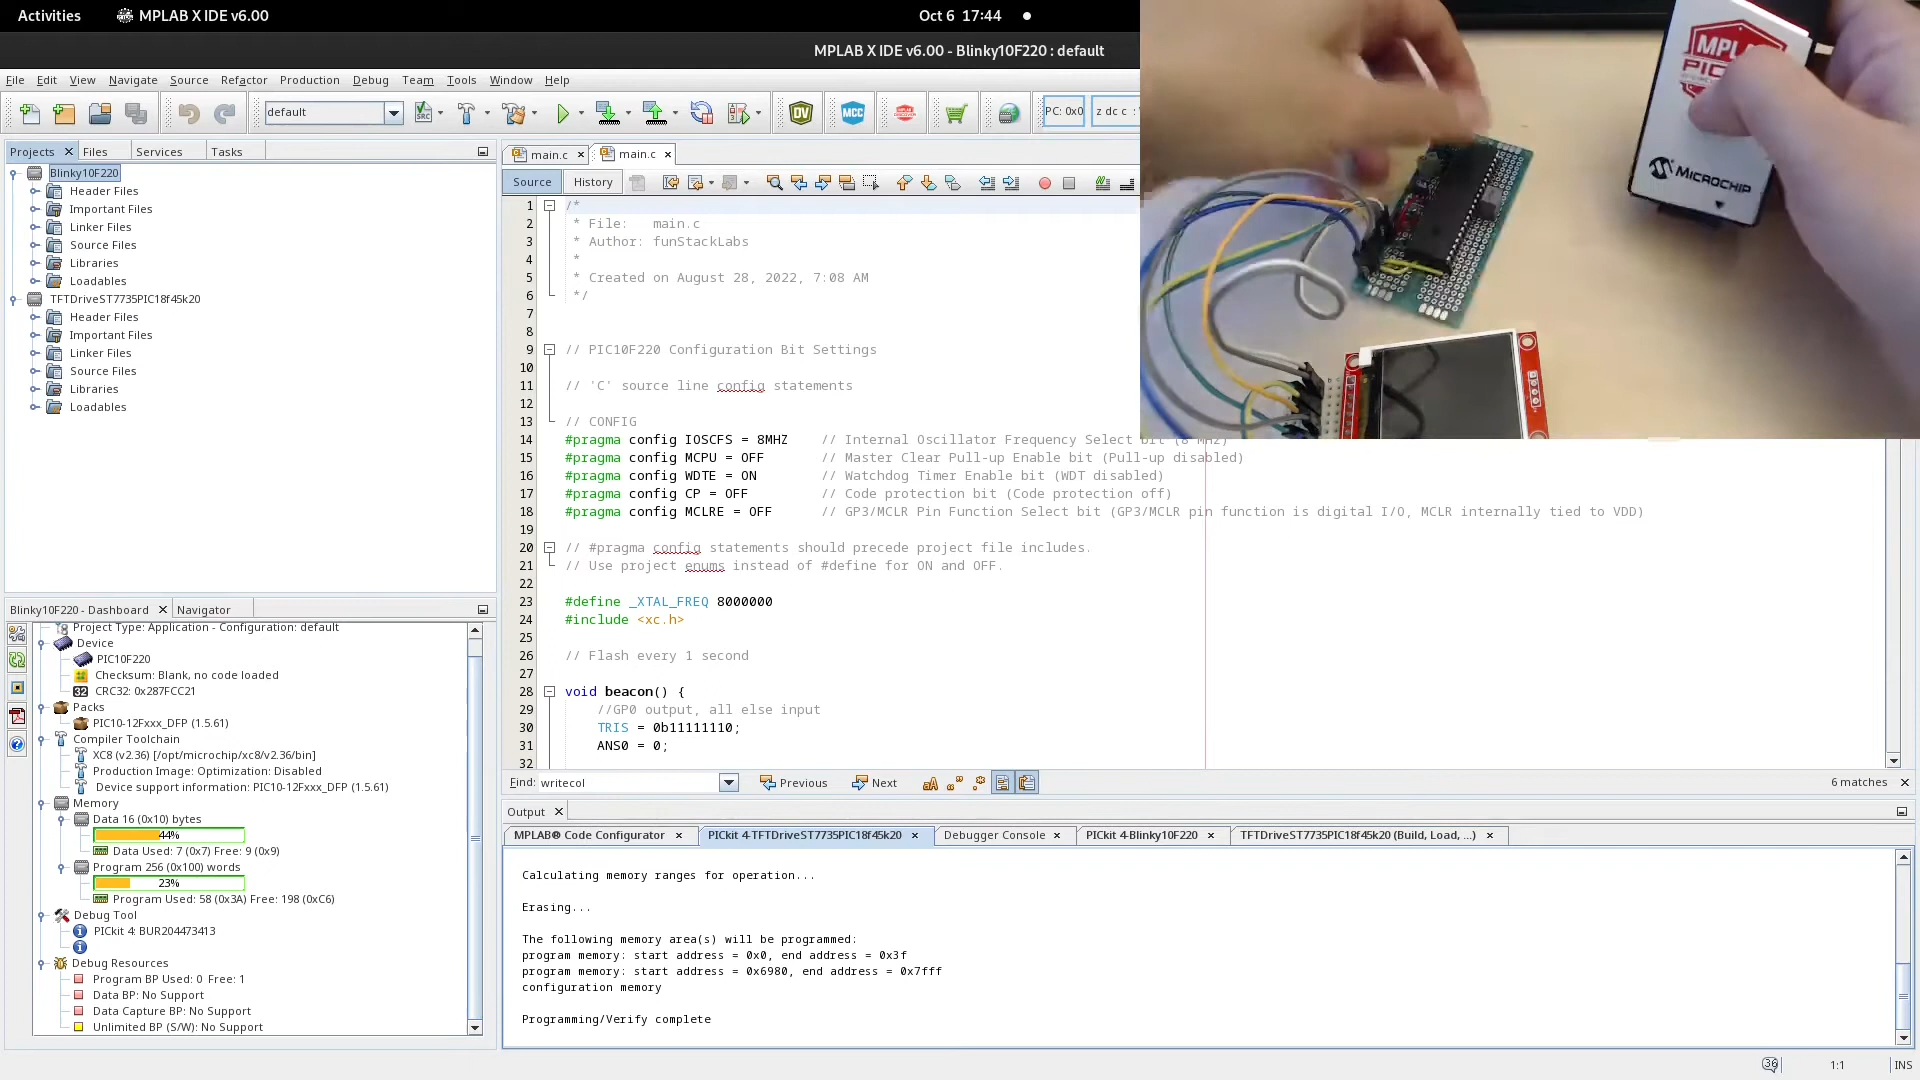 Activities
MPLAB X IDE v6.00
Oct 6 17:44
MPLAB X IDE v6.00 - Blinky10F220 : default
File Edit View Navigate Source Refactor Production Debug Team Tools Window Help
default
SRC
DV
MCC
PC: 0x0
z dc c :
MICROCHIP
Projects
Files
Services
Tasks
Blinky10F220
Header Files
Important Files
Linker Files
Source Files
Libraries
Loadables
TFTDriveST7735PIC18f45k20
Header Files
Important Files
Linker Files
Source Files
Libraries
Loadables
main.c
main.c
Source
History
1 /*
2 * File: main.c
3 * Author: funStackLabs
4 *
5 * Created on August 28, 2022, 7:08 AM
6 */
7
8
9 // PIC10F220 Configuration Bit Settings
10
11 // 'C' source line config statements
12
13 // CONFIG
14 #pragma config IOSCFS = 8MHZ // Internal Oscillator Frequency Select bit (8 MHz)
15 #pragma config MCPU = OFF // Master Clear Pull-up Enable bit (Pull-up disabled)
16 #pragma config WDTE = ON // Watchdog Timer Enable bit (WDT disabled)
17 #pragma config CP = OFF // Code protection bit (Code protection off)
18 #pragma config MCLRE = OFF // GP3/MCLR Pin Function Select bit (GP3/MCLR pin function is digital I/O, MCLR internally tied to VDD)
19
20 // #pragma config statements should precede project file includes.
21 // Use project enums instead of #define for ON and OFF.
22
23 #define _XTAL_FREQ 8000000
24 #include <xc.h>
25
26 // Flash every 1 second
27
28 void beacon() {
29 //GP0 output, all else input
30 TRIS = 0b11111110;
31 ANS0 = 0;
32
Find: writecol
Previous
Next
6 matches
Blinky10F220 - Dashboard
Navigator
Project Type: Application - Configuration: default
Device
PIC10F220
Checksum: Blank, no code loaded
32 CRC32: 0x287FCC21
Packs
PIC10-12Fxxx_DFP (1.5.61)
Compiler Toolchain
XC8 (v2.36) [/opt/microchip/xc8/v2.36/bin]
Production Image: Optimization: Disabled
Device support information: PIC10-12Fxxx_DFP (1.5.61)
Memory
Data 16 (0x10) bytes
44%
Data Used: 7 (0x7) Free: 9 (0x9)
Program 256 (0x100) words
23%
Program Used: 58 (0x3A) Free: 198 (0xC6)
Debug Tool
PICkit 4: BUR204473413
Debug Resources
Program BP Used: 0 Free: 1
Data BP: No Support
Data Capture BP: No Support
Unlimited BP (S/W): No Support
Output
MPLAB® Code Configurator
PICkit 4-TFTDriveST7735PIC18f45k20
Debugger Console
PICkit 4-Blinky10F220
TFTDriveST7735PIC18f45k20 (Build, Load, ...)
Calculating memory ranges for operation...
Erasing...
The following memory area(s) will be programmed:
program memory: start address = 0x0, end address = 0x3f
program memory: start address = 0x6980, end address = 0x7fff
configuration memory
Programming/Verify complete
1:1
INS